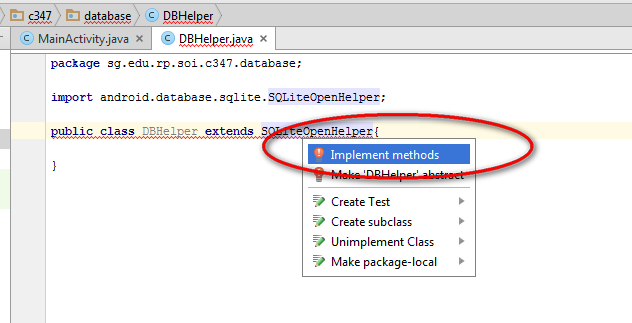 c347 database DBHelper
MainActivity.java DBHelper.java
package sg.edu.rp.soi.c347.database;
import android.database.sqlite.SQLiteOpenHelper;
public class DBHelper extends SQLiteOpenHelper{
Implement methods
Make 'DBHelper' abstract
}
Create Test
Create subclass
Unimplement Class
Make package-local